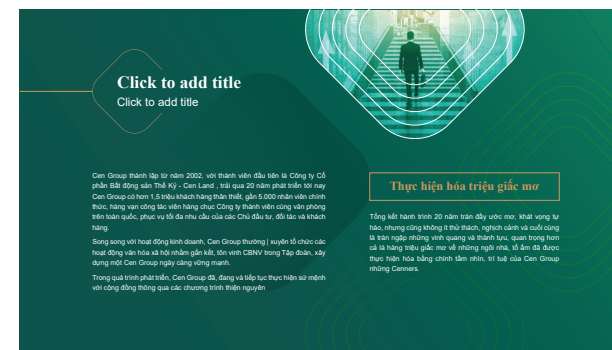 Click to add title
Click to add title
Cen Group thành lập từ năm 2002, với thành viên đầu tiên là Công ty Cổ
phần Bất động sản Thế Kỷ - Cen Land , trải qua 20 năm phát triển tới nay
Cen Group có hơn 1,5 triệu khách hàng thân thiết, gần 5.000 nhân viên chính
thức, hàng vạn cộng tác viên hàng chục Công ty thành viên cùng văn phòng
trên toàn quốc, phục vụ tối đa nhu cầu của các Chủ đầu tư, đối tác và khách
hàng.
Song song với hoạt động kinh doanh, Cen Group thường | xuyên tổ chức các
hoạt động văn hóa xã hội nhằm gắn kết, tôn vinh CBNV trong Tập đoàn, xây
dựng một Cen Group ngày càng vững mạnh.
Trong quá trình phát triển, Cen Group đã, đang và tiếp tục thực hiện sứ mệnh
với cộng đồng thông qua các chương trình thiện nguyên
Thực hiện hóa triệu giấc mơ
Tổng kết hành trình 20 năm tràn đầy ước mơ, khát vọng tự
hào, nhưng cũng không ít thử thách, nghịch cảnh và cuối cùng
là tràn ngập những vinh quang và thành tựu, quan trọng hơn
cả là hàng triệu giấc mơ về những ngôi nhà, tổ ấm đã được
thực hiện hóa bằng chính tầm nhìn, trí tuệ của Cen Group
những Cenners.